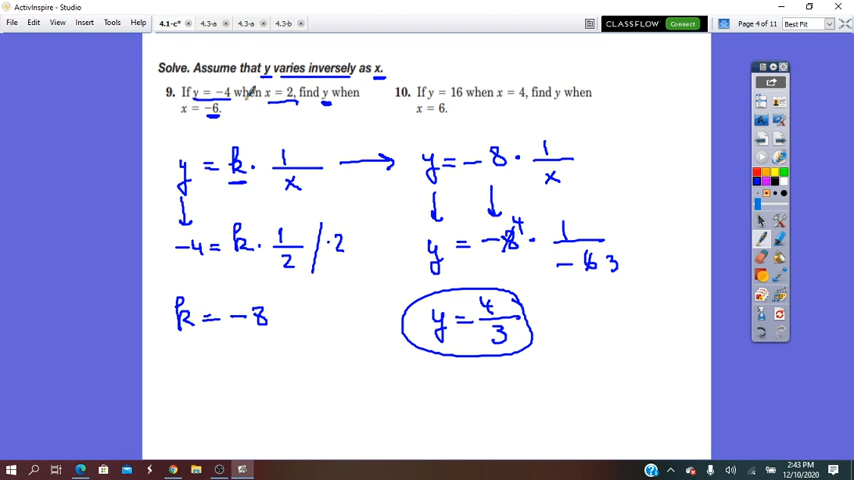 ActivInspire - Studio
File Edit View Insert Tools Help
4.1-c* 4.3-a 4.3-a 4.3-b
CLASSFLOW Connect
Page 4 of 11 Best Fit
Solve. Assume that y varies inversely as x.
9. If y = −4 when x = 2, find y when
x = −6.
10. If y = 16 when x = 4, find y when
x = 6.
y = k · 1/x → y = −8 · 1/x
−4 = k · 1/2 / · 2
y = −8 4 · 1/−6 3
k = −8
y = 4/3
2:43 PM
12/10/2020